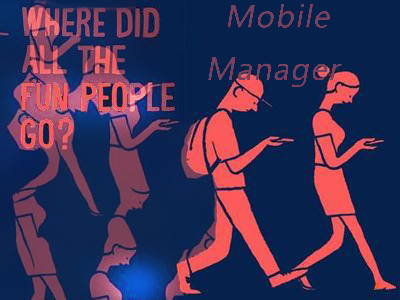 WHERE DID
ALL THE
FUN PEOPLE
GO?
Mobile
Manager